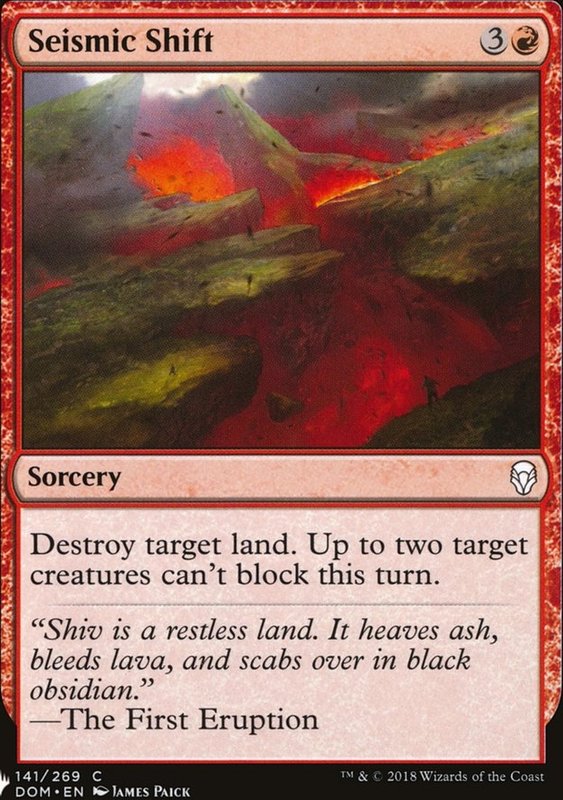 Seismic Shift 3
Sorcery
Destroy target land. Up to two target
creatures can't block this turn.
“Shiv is a restless land. It heaves ash,
bleeds lava, and scabs over in black
obsidian.”
—The First Eruption
141/269 C
DOM • EN JAMES PAICK
™ & © 2018 Wizards of the Coast